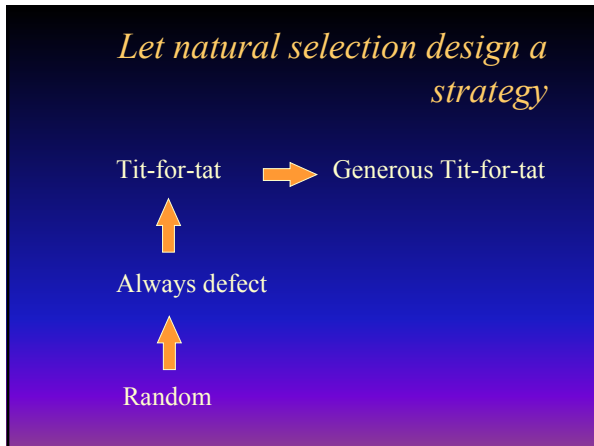 Let natural selection design a
strategy
Tit-for-tat
Generous Tit-for-tat
Always defect
Random